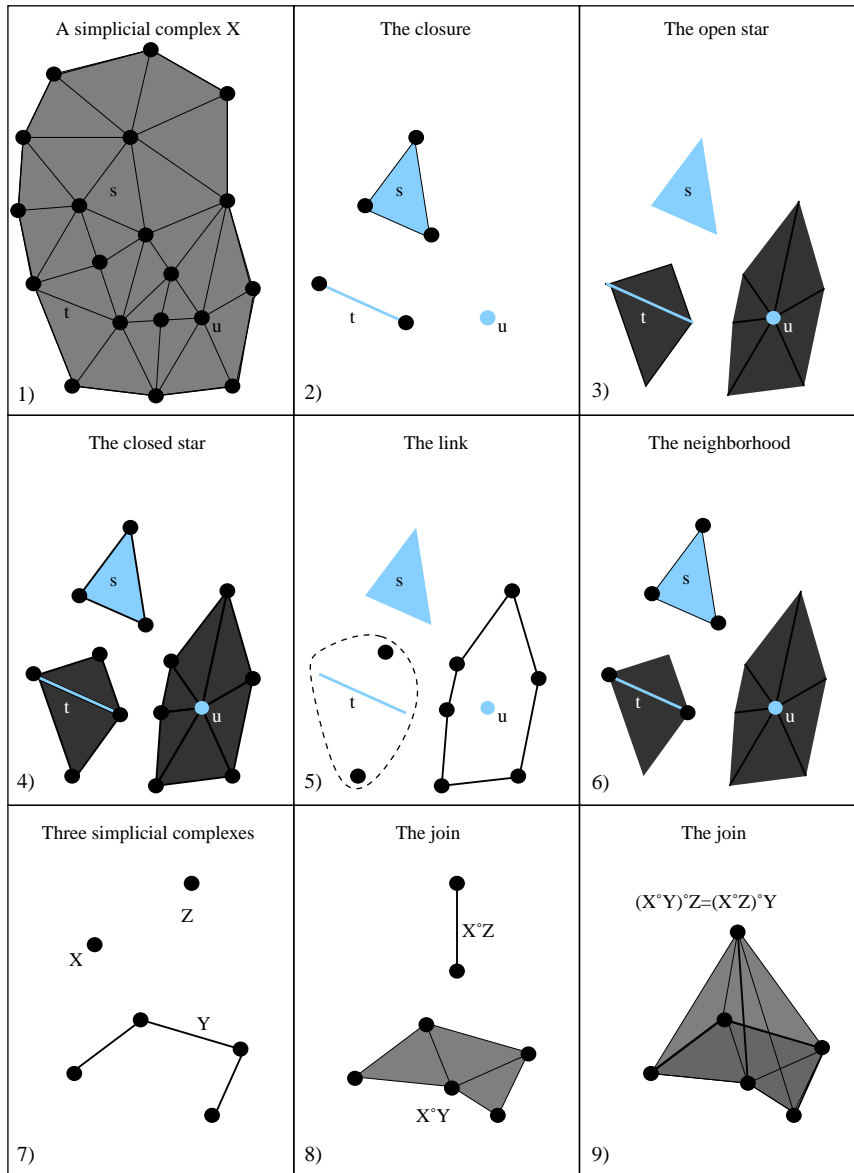 A simplicial complex X
s
t
u
1)
The closure
s
t
u
2)
The open star
s
t
u
3)
The closed star
s
t
u
4)
The link
s
t
u
5)
The neighborhood
s
t
u
6)
Three simplicial complexes
Z
X
Y
7)
The join
X°Z
X°Y
8)
The join
(X°Y)°Z=(X°Z)°Y
9)